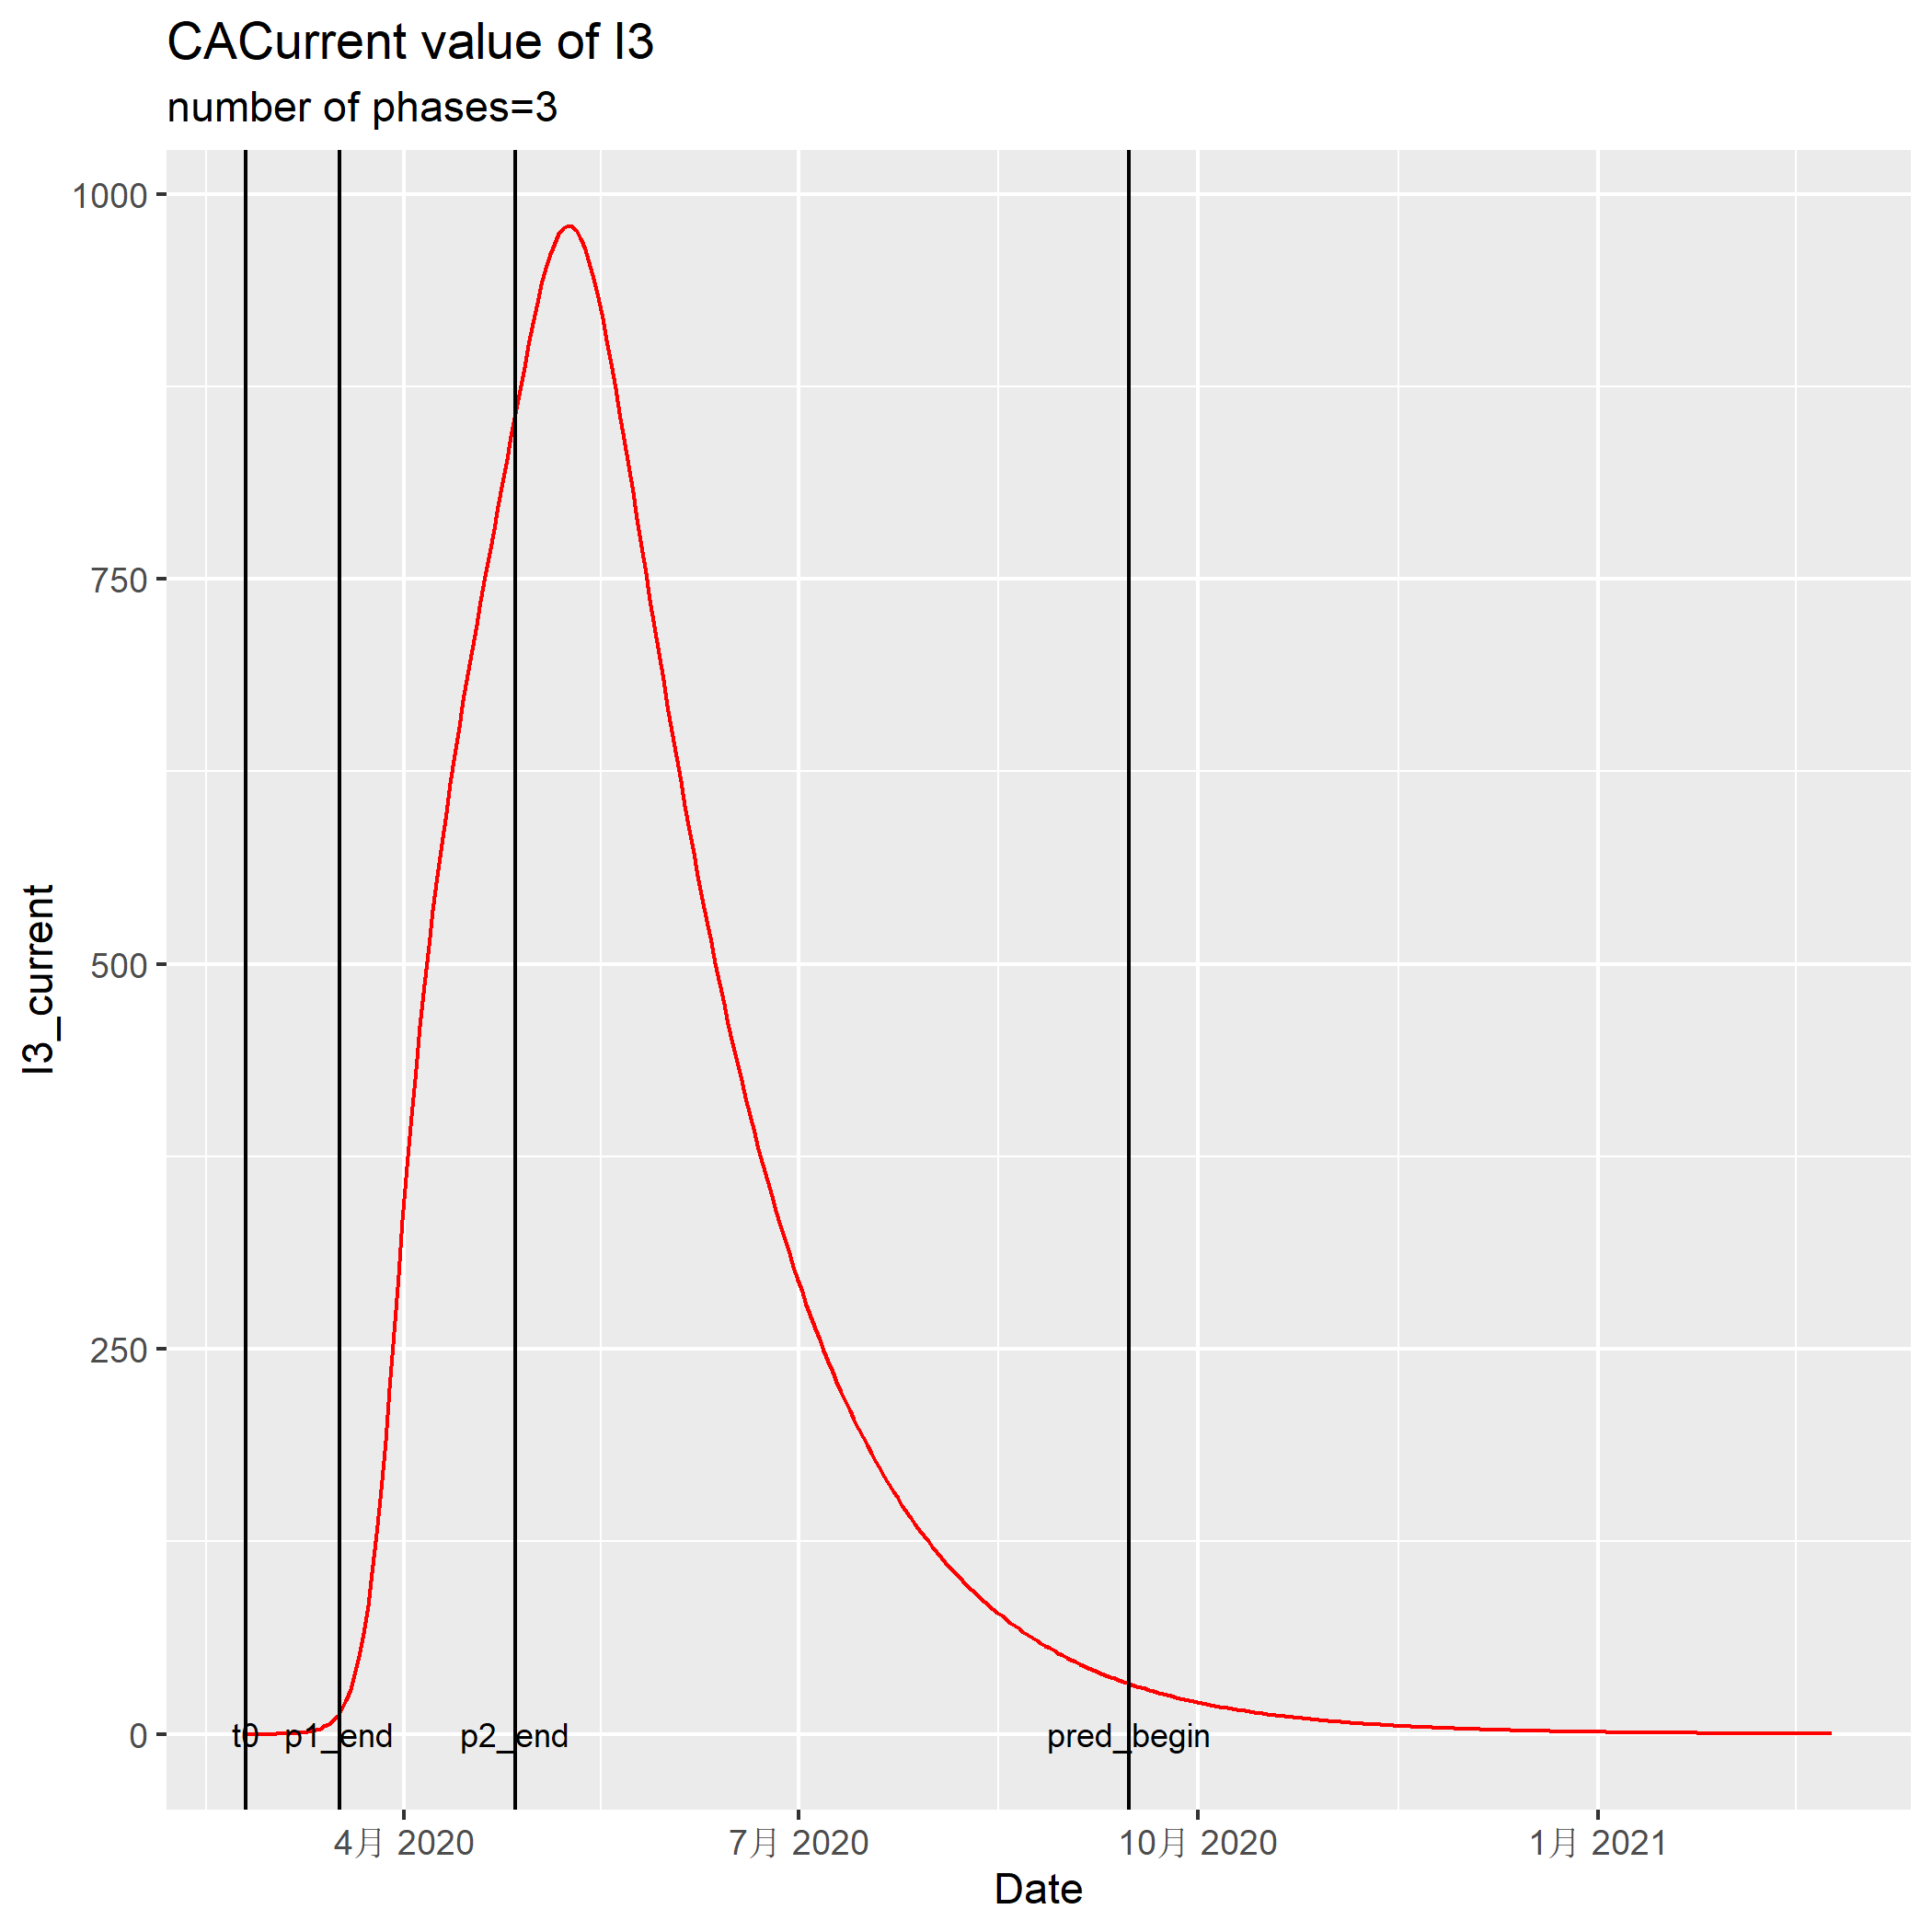 CACurrent value of I3
number of phases=3
1000
750
500
250
0
I3_current
t0 p1_end p2_end pred_begin
4月 2020 7月 2020 10月 2020 1月 2021
Date